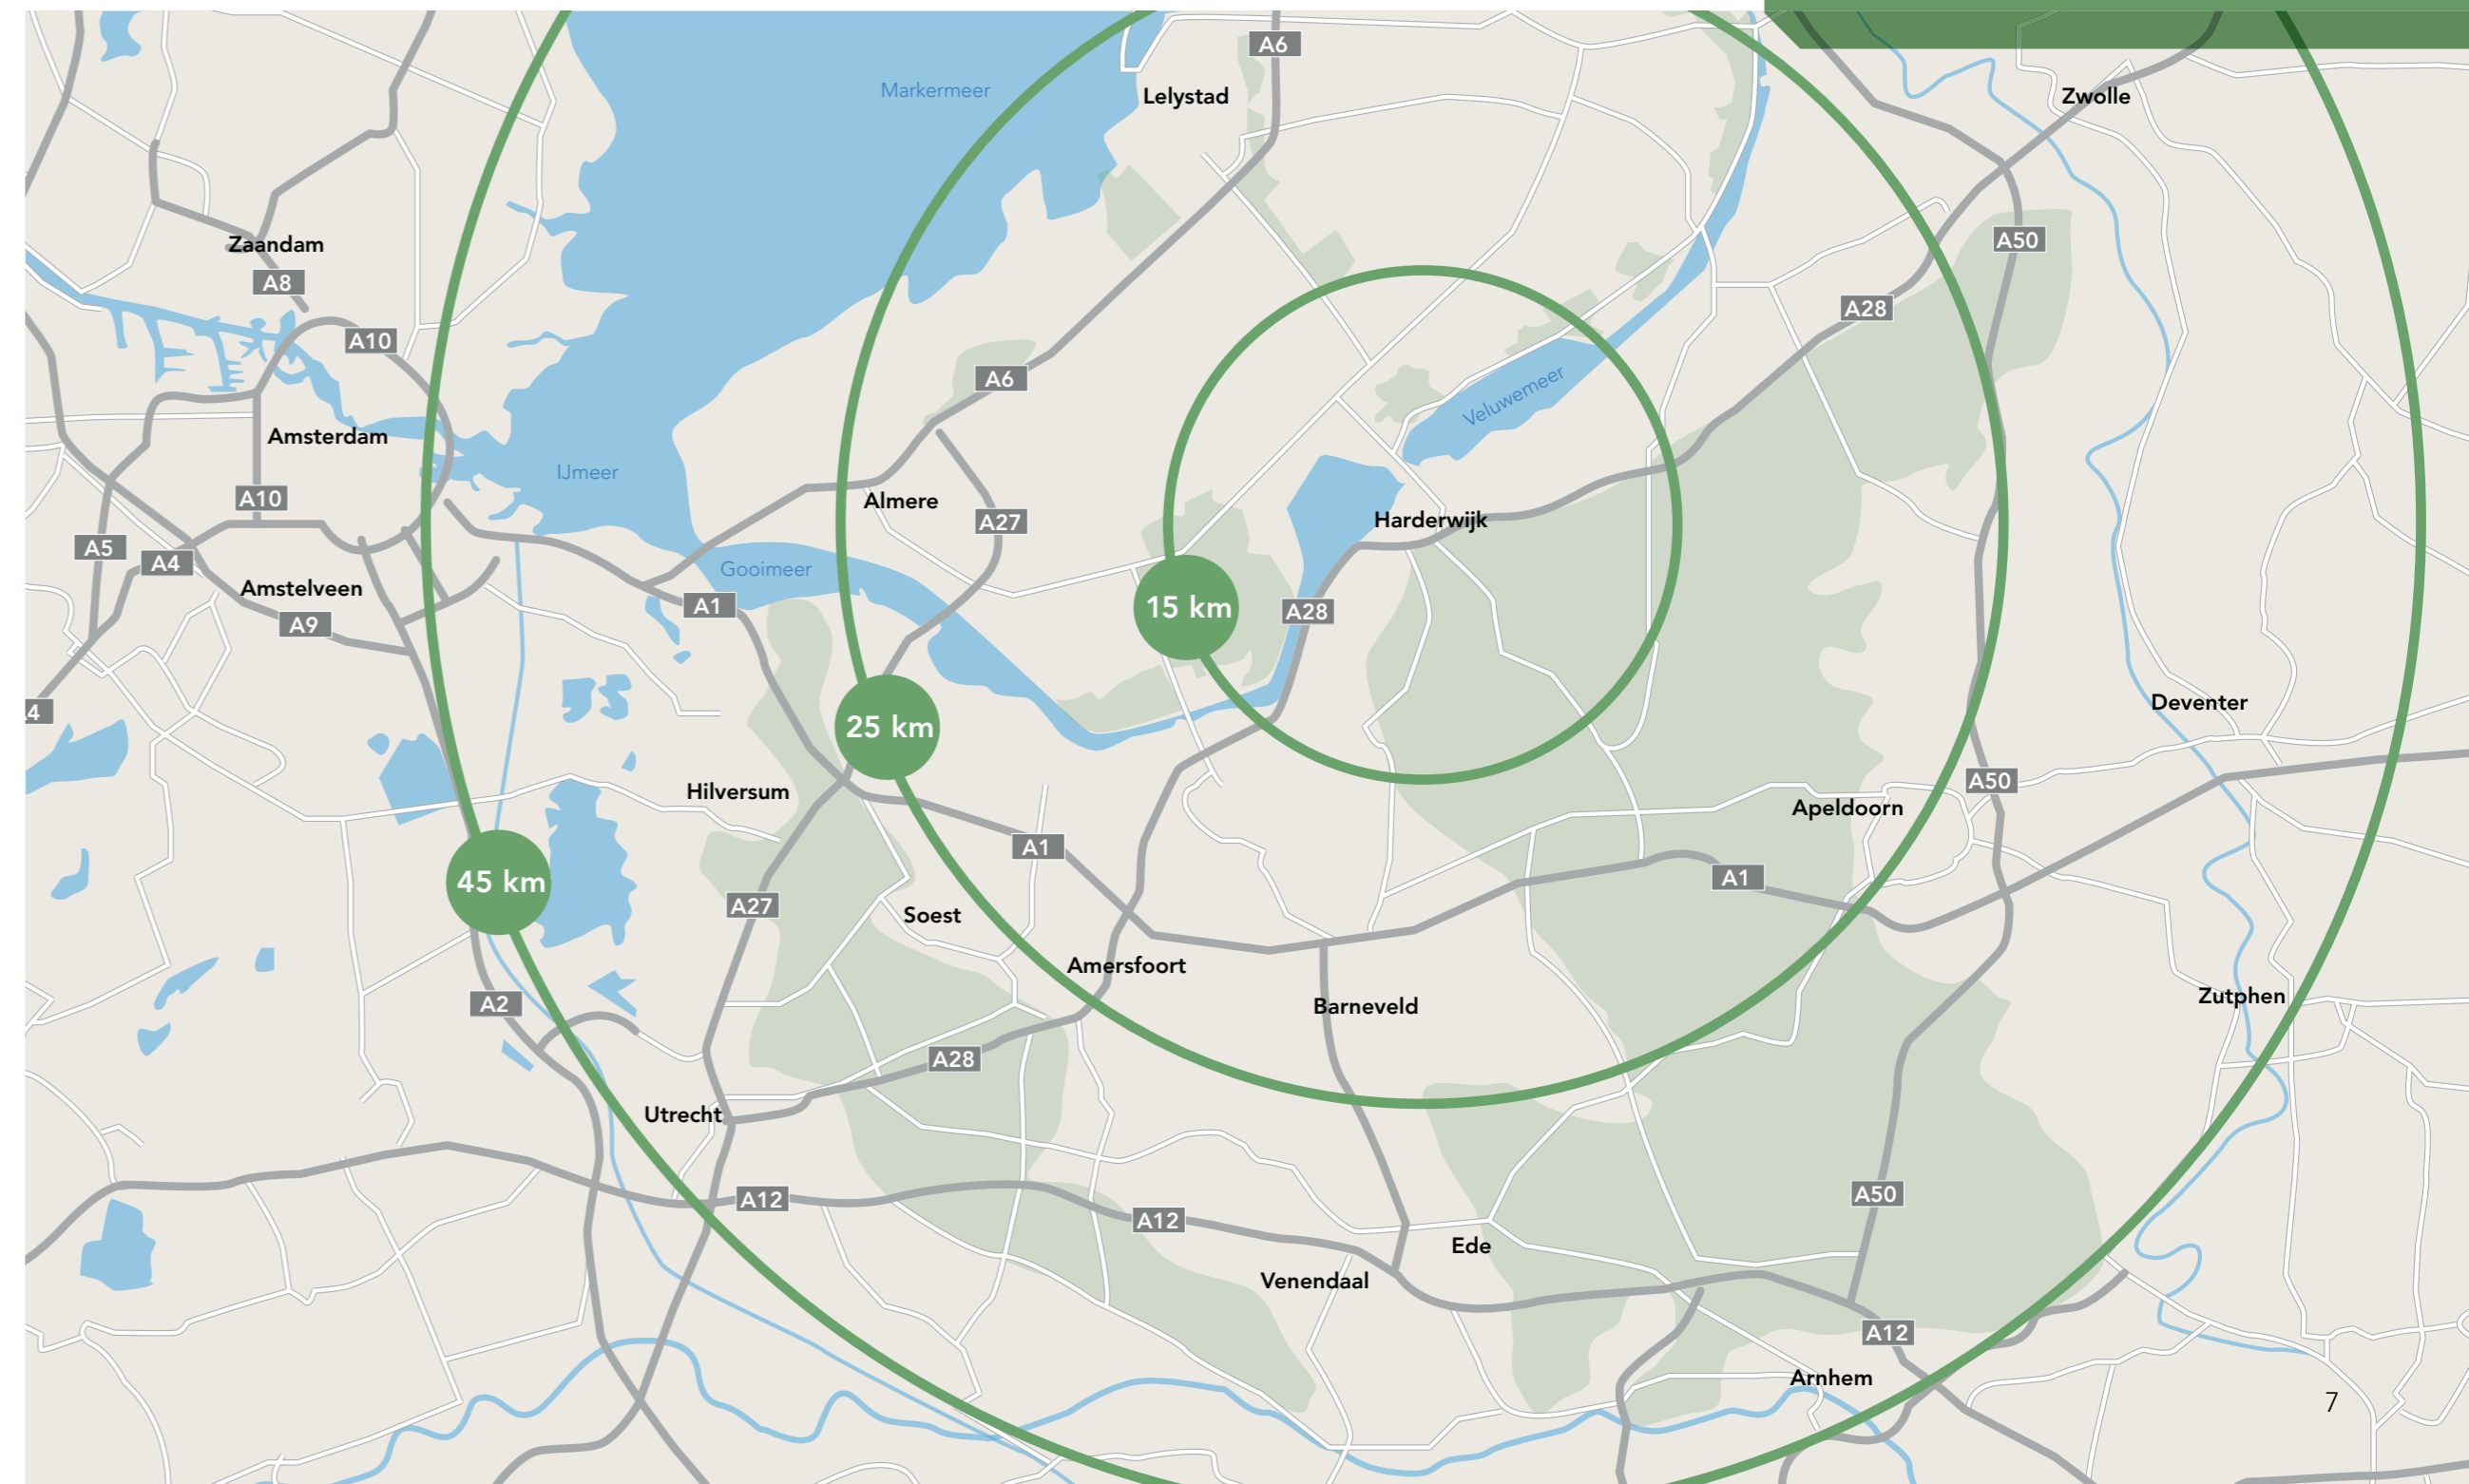 A6
Markermeer
Lelystad
Zwolle
Zaandam
A50
A8
A28
A10
A6
Veluwemeer
Amsterdam
IJmeer
A10
Almere
A27
Harderwijk
A5
A4
Gooimeer
Amstelveen
A1
15 km
A28
A9
4
Deventer
25 km
A50
Hilversum
Apeldoorn
A1
A1
45 km
A27
Soest
Amersfoort
Zutphen
A2
Barneveld
A28
Utrecht
A50
A12
A12
Ede
Venendaal
A12
Arnhem
7